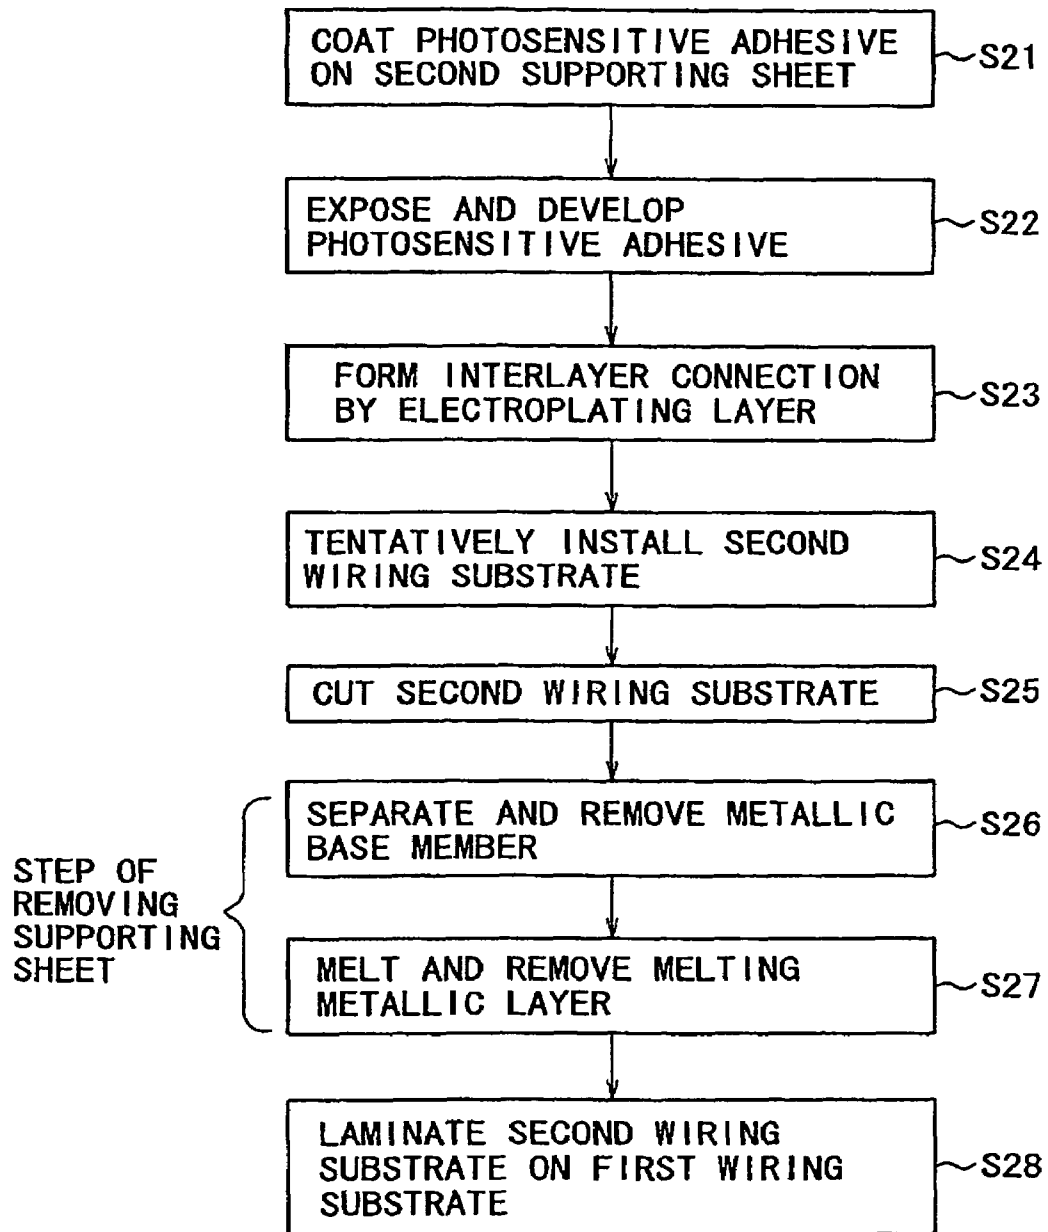 COAT PHOTOSENSITIVE ADHESIVE
ON SECOND SUPPORTING SHEET
S21
EXPOSE AND DEVELOP
PHOTOSENSITIVE ADHESIVE
S22
FORM INTERLAYER CONNECTION
BY ELECTROPLATING LAYER
S23
TENTATIVELY INSTALL SECOND
WIRING SUBSTRATE
S24
CUT SECOND WIRING SUBSTRATE
S25
STEP OF
REMOVING
SUPPORTING
SHEET
SEPARATE AND REMOVE METALLIC
BASE MEMBER
S26
MELT AND REMOVE MELTING
METALLIC LAYER
S27
LAMINATE SECOND WIRING
SUBSTRATE ON FIRST WIRING
SUBSTRATE
S28